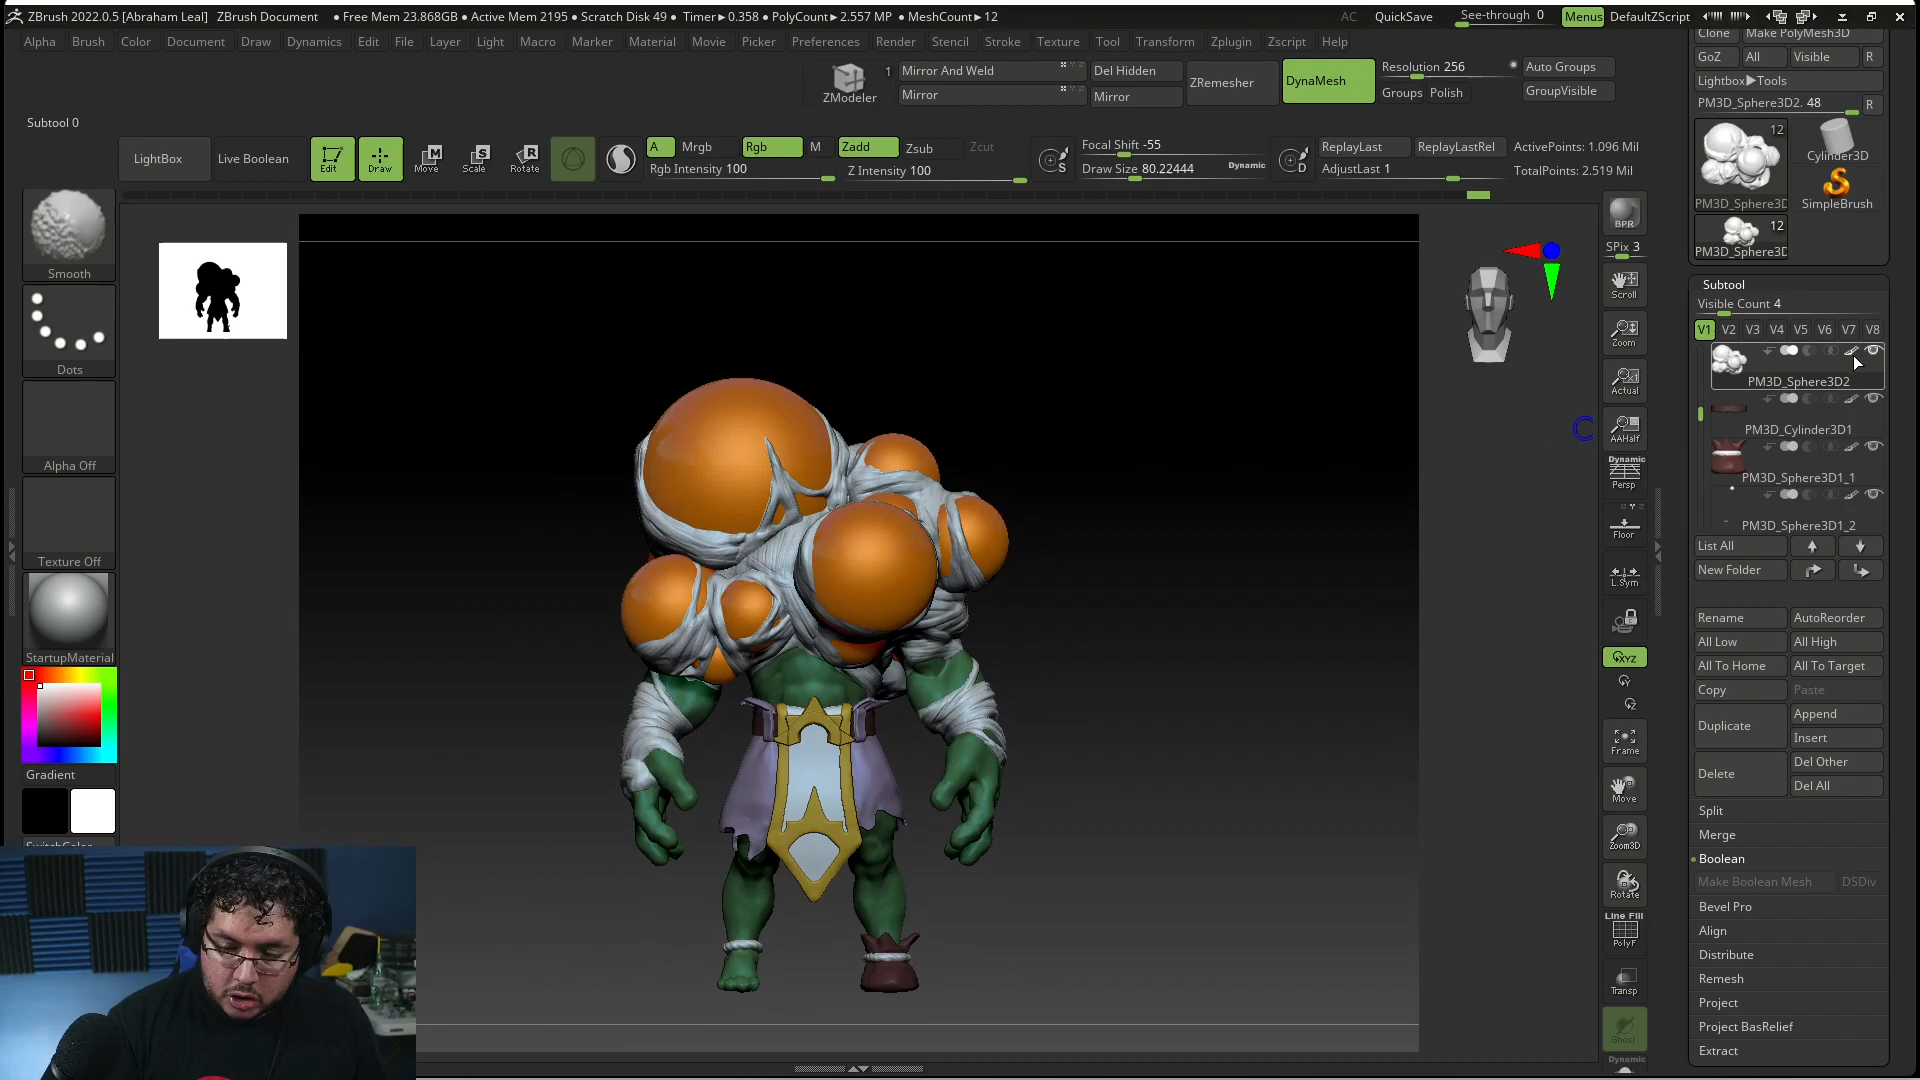 ZBrush 2022.0.5 [Abraham Leal] ZBrush Document • Free Mem 23.868GB • Active Mem 2195 • Scratch Disk 49 • Timer▶0.358 • PolyCount▶2.557 MP • MeshCount▶12 AC QuickSave See-through 0 Menus DefaultZScript
Alpha Brush Color Document Draw Dynamics Edit File Layer Light Macro Marker Material Movie Picker Preferences Render Stencil Stroke Texture Tool Transform Zplugin Zscript Help
Clone Make PolyMesh3D
GoZ All Visible R
Lightbox▶Tools
PM3D_Sphere3D2. 48 R
ZModeler 1
Mirror And Weld
Mirror
Del Hidden
Mirror
ZRemesher
DynaMesh
Resolution 256
Groups Polish
Auto Groups
GroupVisible
Subtool 0
LightBox
Live Boolean
Edit
Draw
Move
Scale
Rotate
A Mrgb Rgb M Zadd Zsub Zcut
Rgb Intensity 100 Z Intensity 100
S
Focal Shift -55
Draw Size 80.22444 Dynamic
D
ReplayLast ReplayLastRel
AdjustLast 1
ActivePoints: 1.096 Mil
TotalPoints: 2.519 Mil
12
PM3D_Sphere3D
Cylinder3D
SimpleBrush
12
PM3D_Sphere3D
Smooth
Dots
Alpha Off
Texture Off
StartupMaterial
Gradient
SwitchColor
BPR
SPix 3
Scroll
Zoom
Actual
AAHalf
Dynamic
Persp
Floor
L.Sym
XYZ
Frame
Move
Zoom3D
Rotate
Line Fill
PolyF
Transp
Ghost
Dynamic
Subtool
Visible Count 4
V1 V2 V3 V4 V5 V6 V7 V8
PM3D_Sphere3D2
PM3D_Cylinder3D1
PM3D_Sphere3D1_1
PM3D_Sphere3D1_2
List All
New Folder
Rename AutoReorder
All Low All High
All To Home All To Target
Copy Paste
Duplicate Append
Insert
Delete Del Other
Del All
Split
Merge
Boolean
Make Boolean Mesh DSDiv
Bevel Pro
Align
Distribute
Remesh
Project
Project BasRelief
Extract